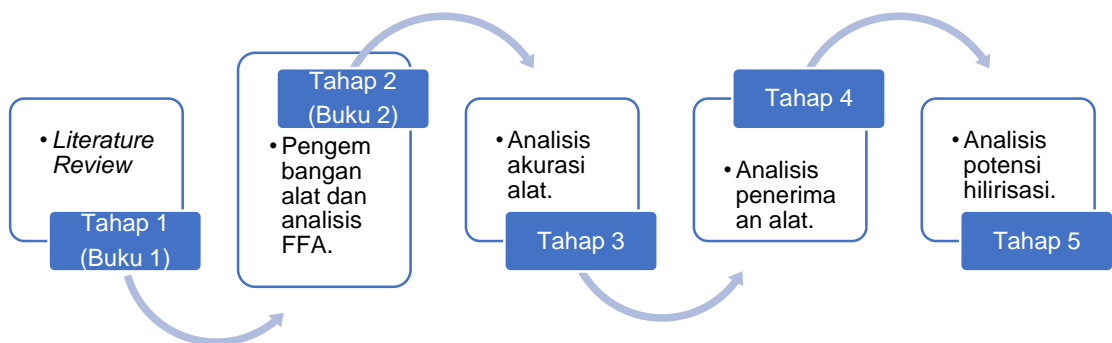 • Literature
Review
Tahap 1
(Buku 1)
Tahap 2
(Buku 2)
• Pengem
bangan
alat dan
analisis
FFA.
• Analisis
akurasi
alat.
Tahap 3
Tahap 4
• Analisis
penerima
an alat.
• Analisis
potensi
hilirisasi.
Tahap 5